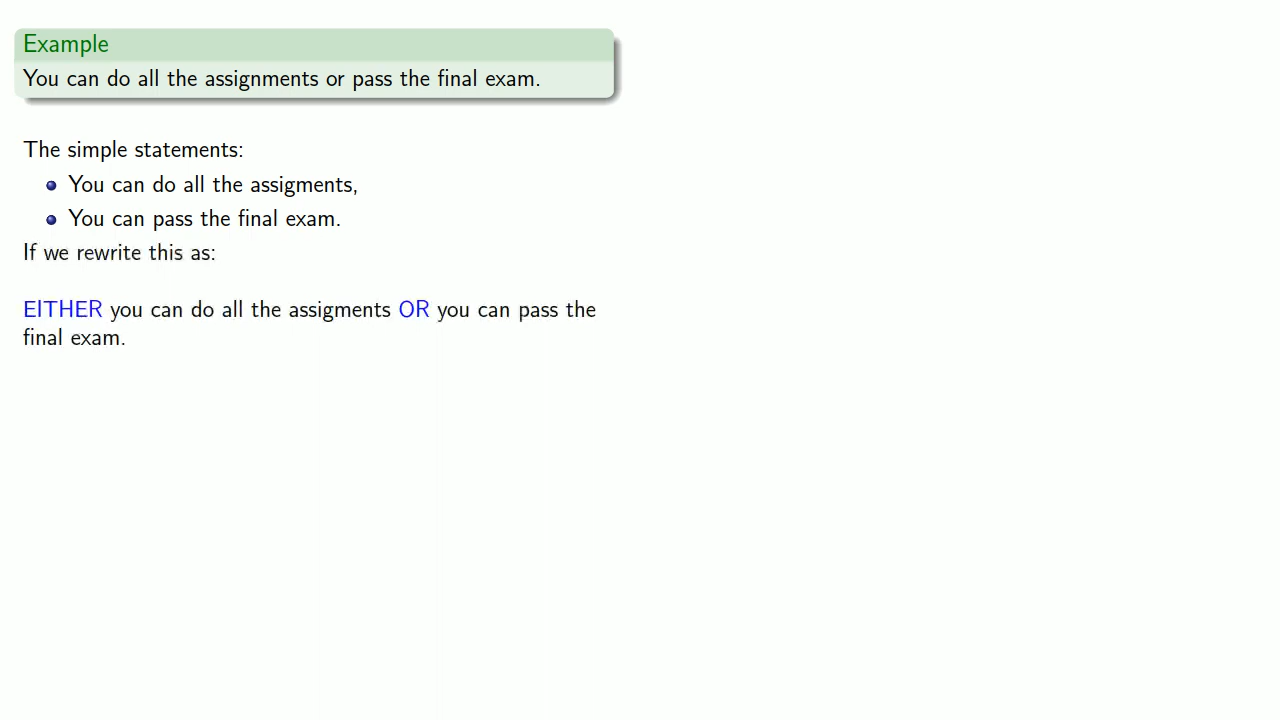 Example
You can do all the assignments or pass the final exam.
The simple statements:
You can do all the assigments,
You can pass the final exam.
If we rewrite this as:
EITHER you can do all the assigments OR you can pass the
final exam.